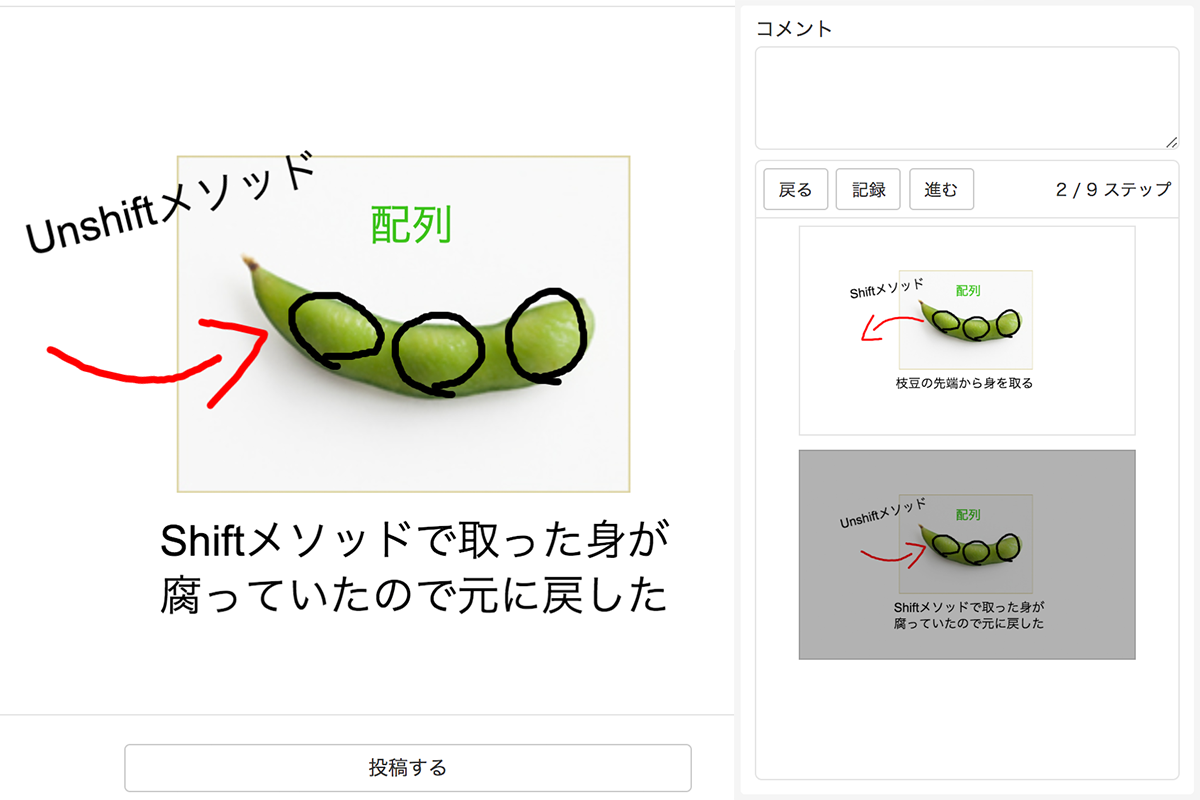 Unshiftメソッド
配列
Shiftメソッドで取った身が
腐っていたので元に戻した
投稿する
コメント
戻る
記録
進む
2 / 9 ステップ
Shiftメソッド
配列
枝豆の先端から身を取る
Unshiftメソッド
配列
Shiftメソッドで取った身が
腐っていたので元に戻した